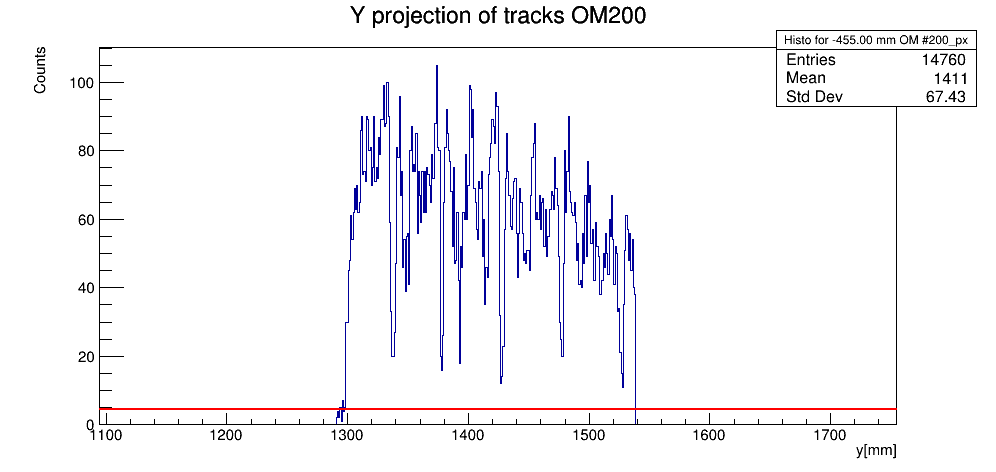 Y projection of tracks OM200
Histo for -455.00 mm OM #200_px
Entries 14760
Mean 1411
Std Dev 67.43
Counts
100
80
60
40
20
0
1100 1200 1300 1400 1500 1600 1700
y[mm]